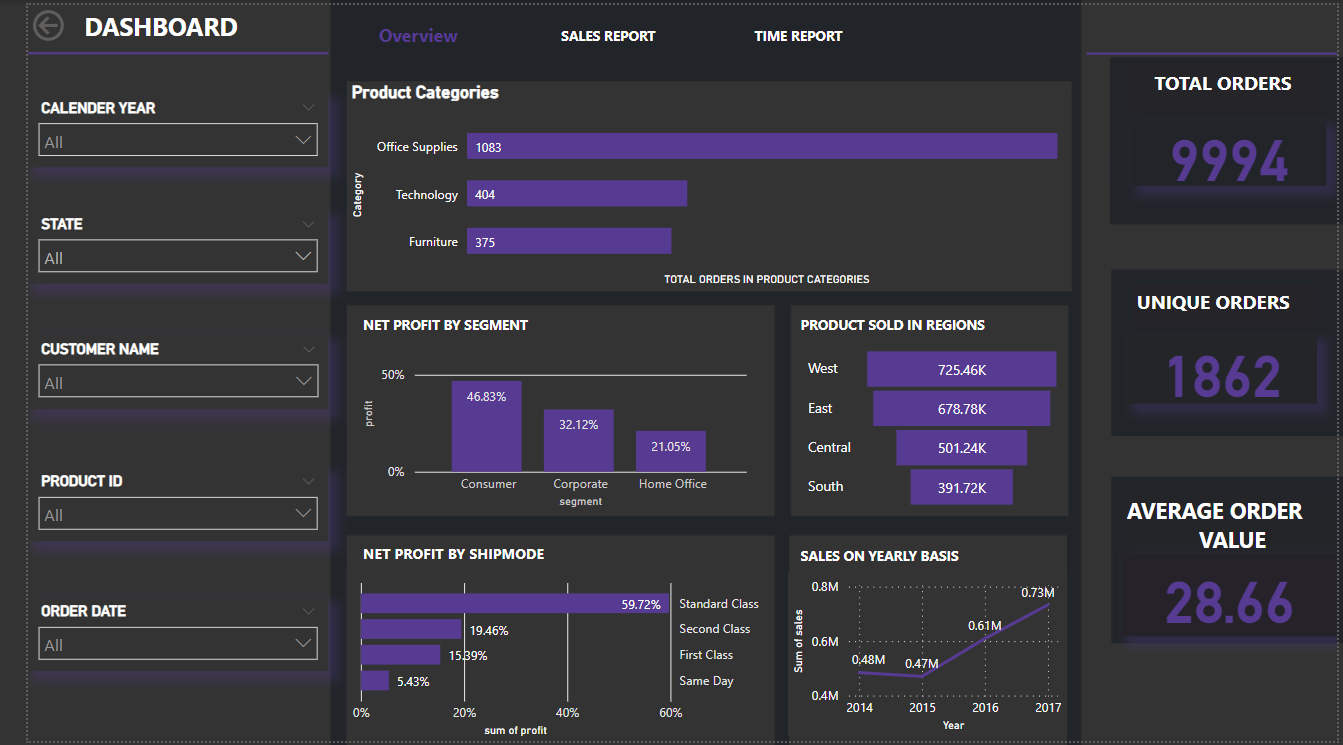 DASHBOARD
Overview
SALES REPORT
TIME REPORT
CALENDER YEAR
All
STATE
All
CUSTOMER NAME
All
PRODUCT ID
All
ORDER DATE
All
Product Categories
Category
Office Supplies 1083
Technology 404
Furniture 375
TOTAL ORDERS IN PRODUCT CATEGORIES
NET PROFIT BY SEGMENT
profit
50%
0%
46.83%
32.12%
21.05%
Consumer Corporate Home Office
segment
PRODUCT SOLD IN REGIONS
West 725.46K
East 678.78K
Central 501.24K
South 391.72K
NET PROFIT BY SHIPMODE
59.72% Standard Class
19.46% Second Class
15.39% First Class
5.43% Same Day
0% 20% 40% 60%
sum of profit
SALES ON YEARLY BASIS
Sum of sales
0.8M
0.6M
0.4M
0.48M
0.47M
0.61M
0.73M
2014 2015 2016 2017
Year
TOTAL ORDERS
9994
UNIQUE ORDERS
1862
AVERAGE ORDER
VALUE
28.66